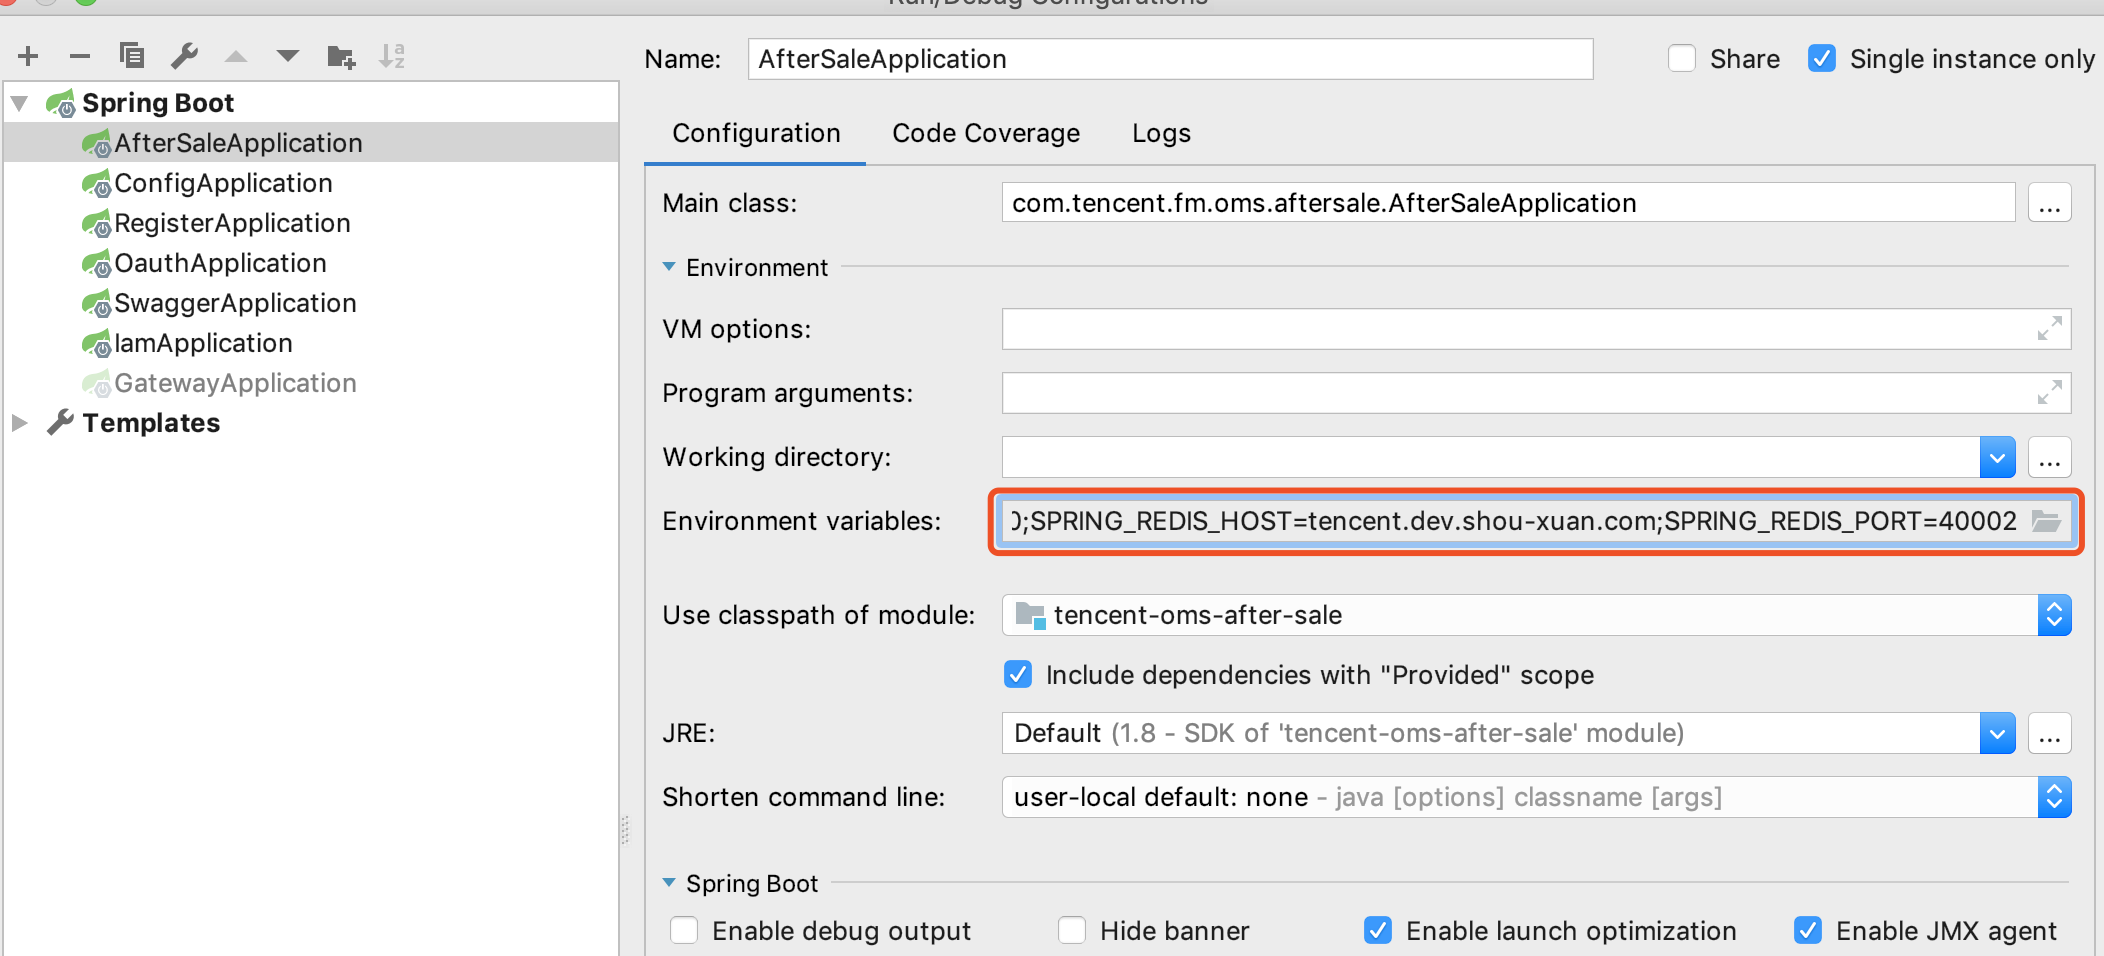 Run/Debug Configurations
Name: AfterSaleApplication Share Single instance only
Spring Boot
AfterSaleApplication
ConfigApplication
RegisterApplication
OauthApplication
SwaggerApplication
IamApplication
GatewayApplication
Templates
Configuration Code Coverage Logs
Main class: com.tencent.fm.oms.aftersale.AfterSaleApplication ...
Environment
VM options:
Program arguments:
Working directory: ...
Environment variables: ;SPRING_REDIS_HOST=tencent.dev.shou-xuan.com;SPRING_REDIS_PORT=40002
Use classpath of module: tencent-oms-after-sale
Include dependencies with "Provided" scope
JRE: Default (1.8 - SDK of 'tencent-oms-after-sale' module) ...
Shorten command line: user-local default: none - java [options] classname [args]
Spring Boot
Enable debug output Hide banner Enable launch optimization Enable JMX agent